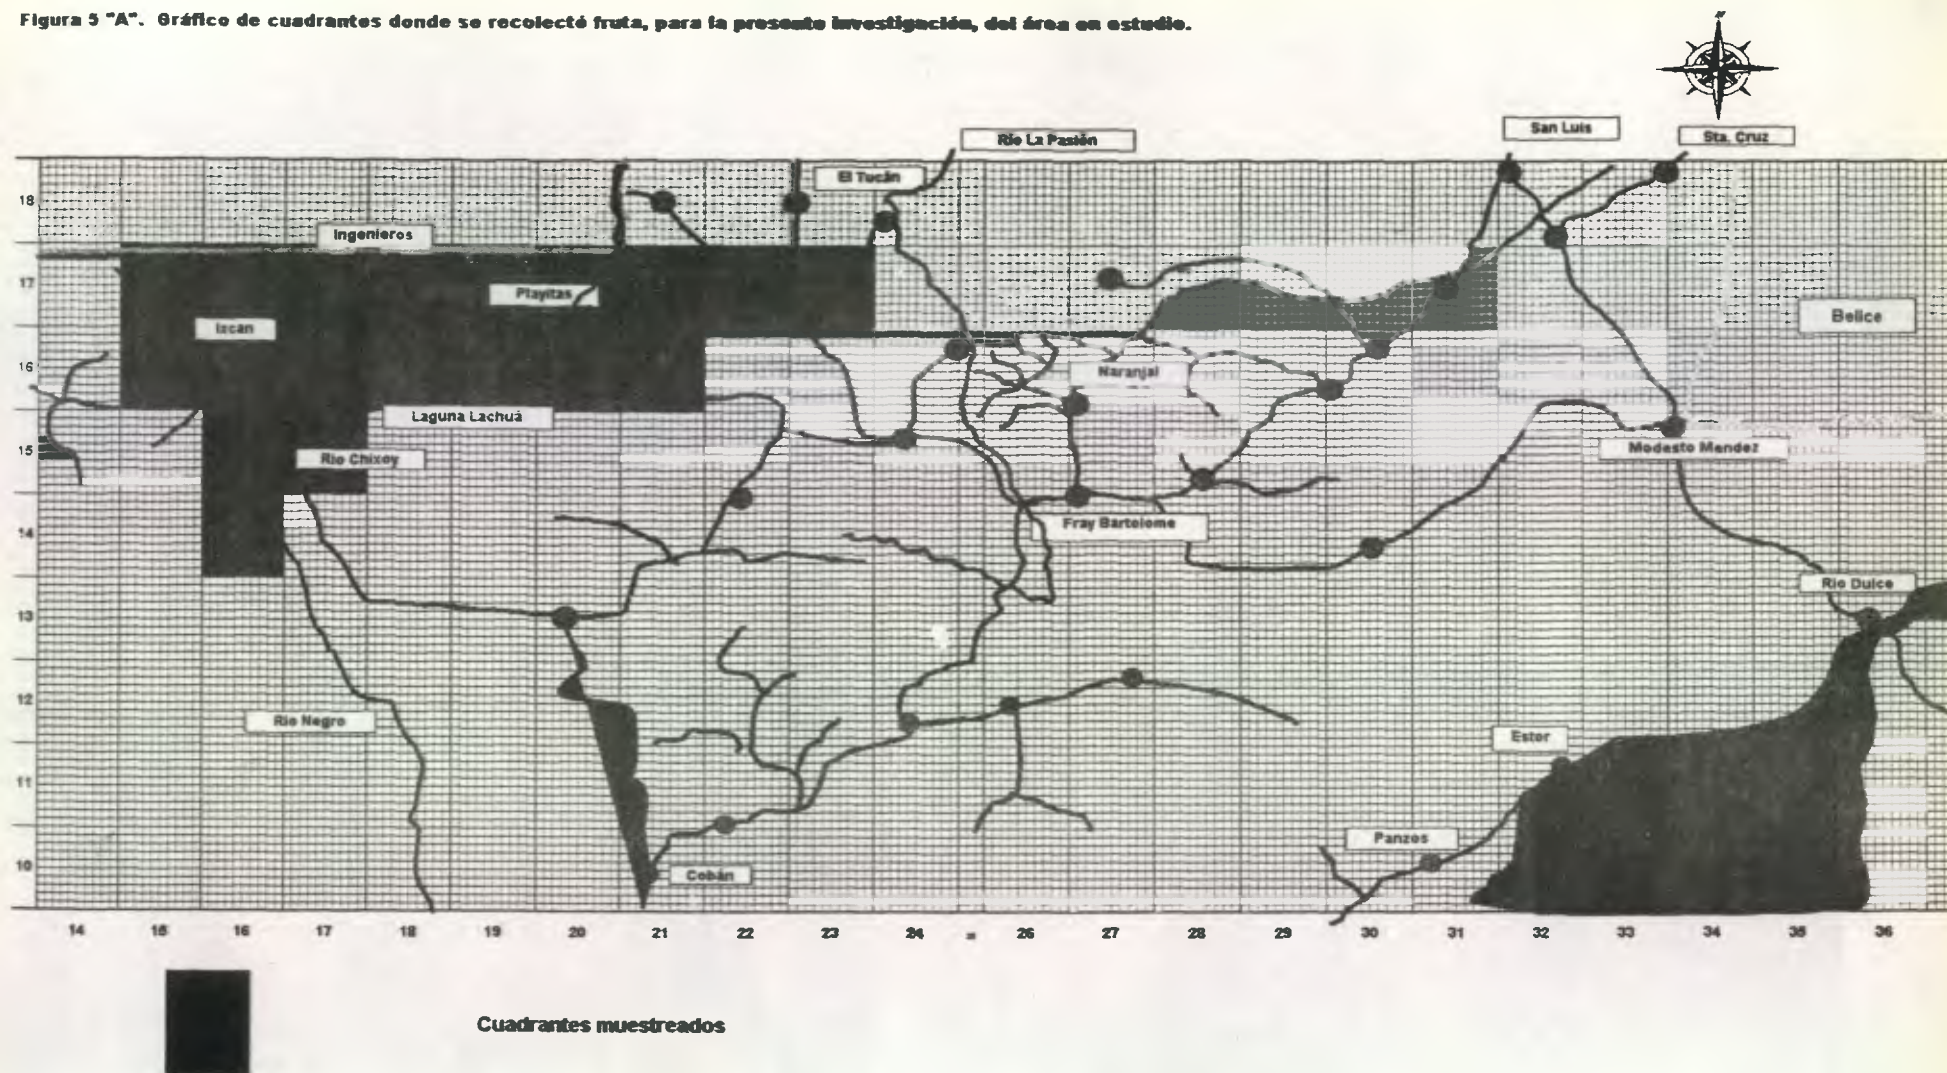 Figura 5 "A". Gráfico de cuadrantes donde se recolectó fruta, para la presente investigación, del área en estudio.
San Luis
Río La Pasión
Sta. Cruz
El Tucán
18
Ingenieros
17
Playitas
Ixcan
Belice
16
Naranjal
Laguna Lachuá
15
Rio Chixoy
Modesto Mendez
Fray Bartolome
14
Rio Dulce
13
12
Rio Negro
Estor
11
Panzos
10
Cobán
14 15 16 17 18 19 20 21 22 23 24 26 27 28 29 30 31 32 33 34 35 36
Cuadrantes muestreados